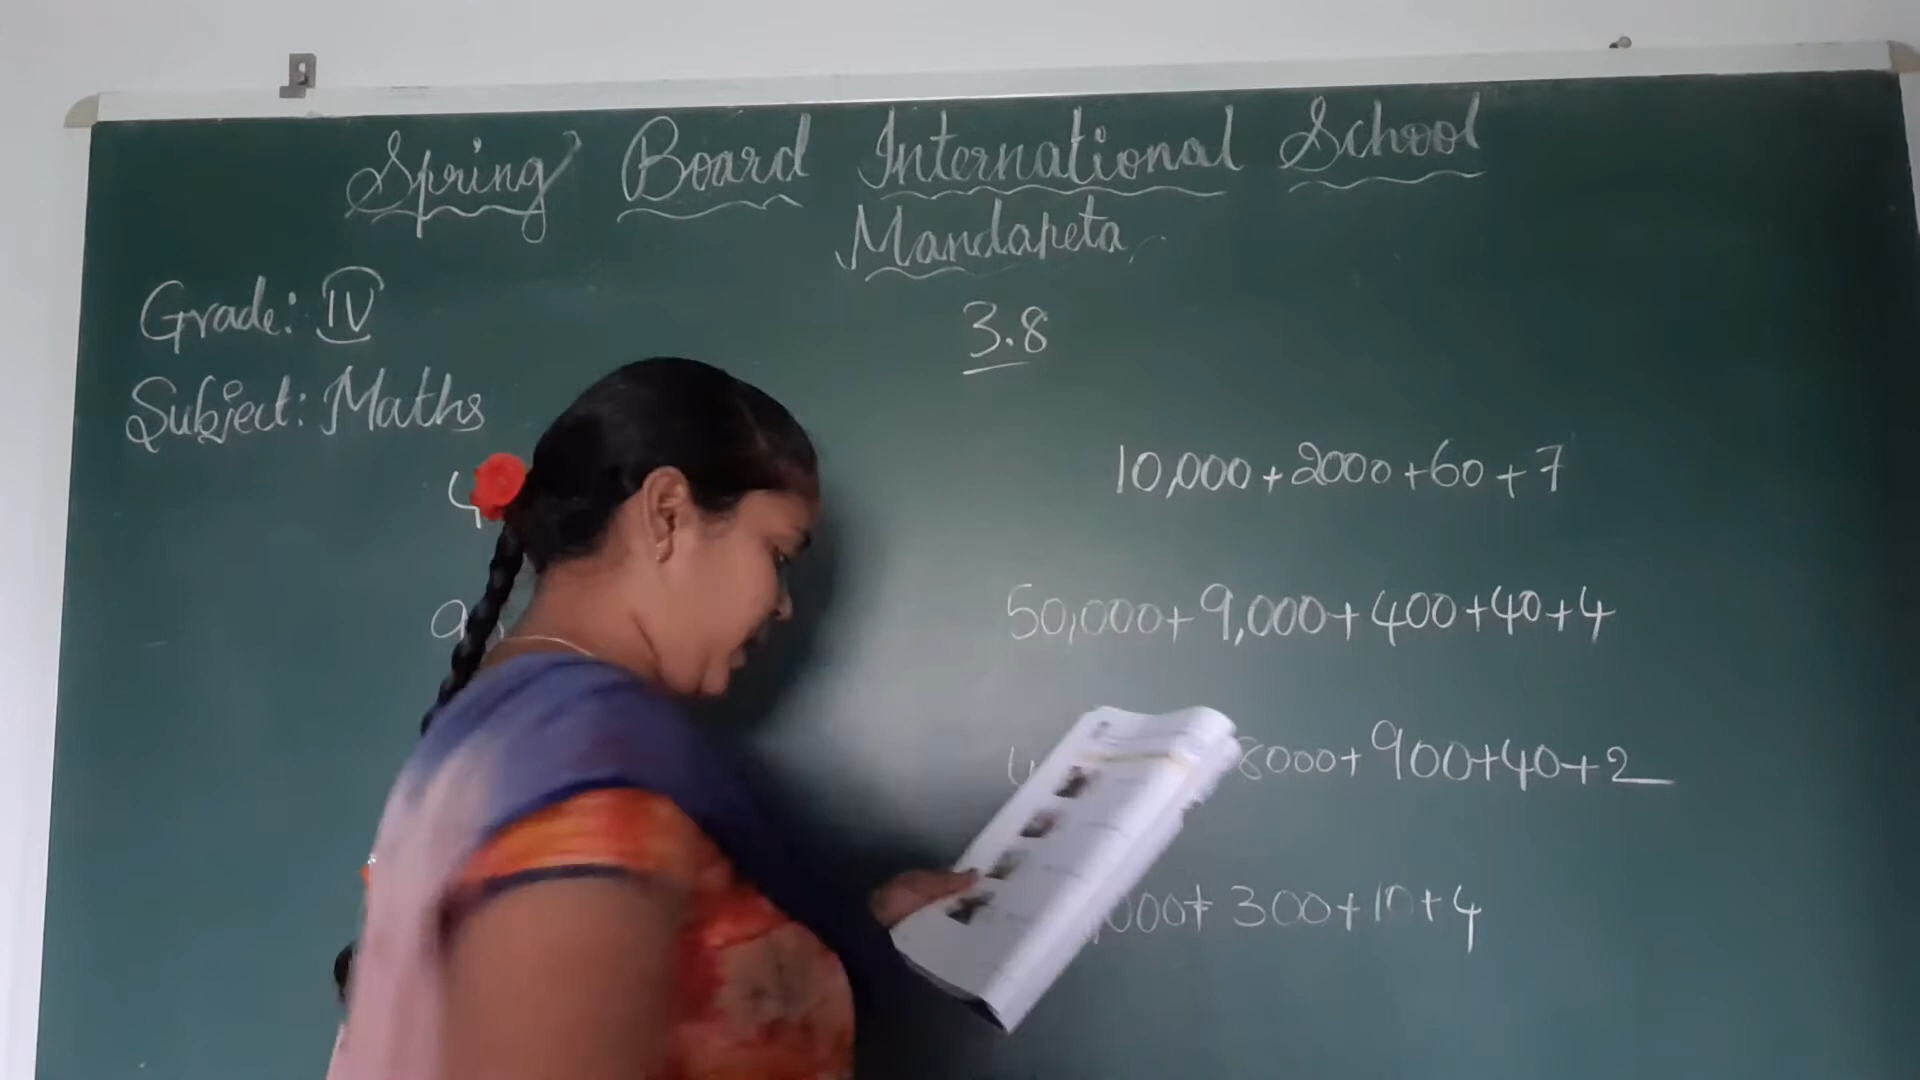 Spring Board International School
Mandapeta
3.8
Grade: IV
Subject: Maths
10,000+2000+60+7
50,000+9,000+400+40+4
8000+900+40+2
000+300+10+4